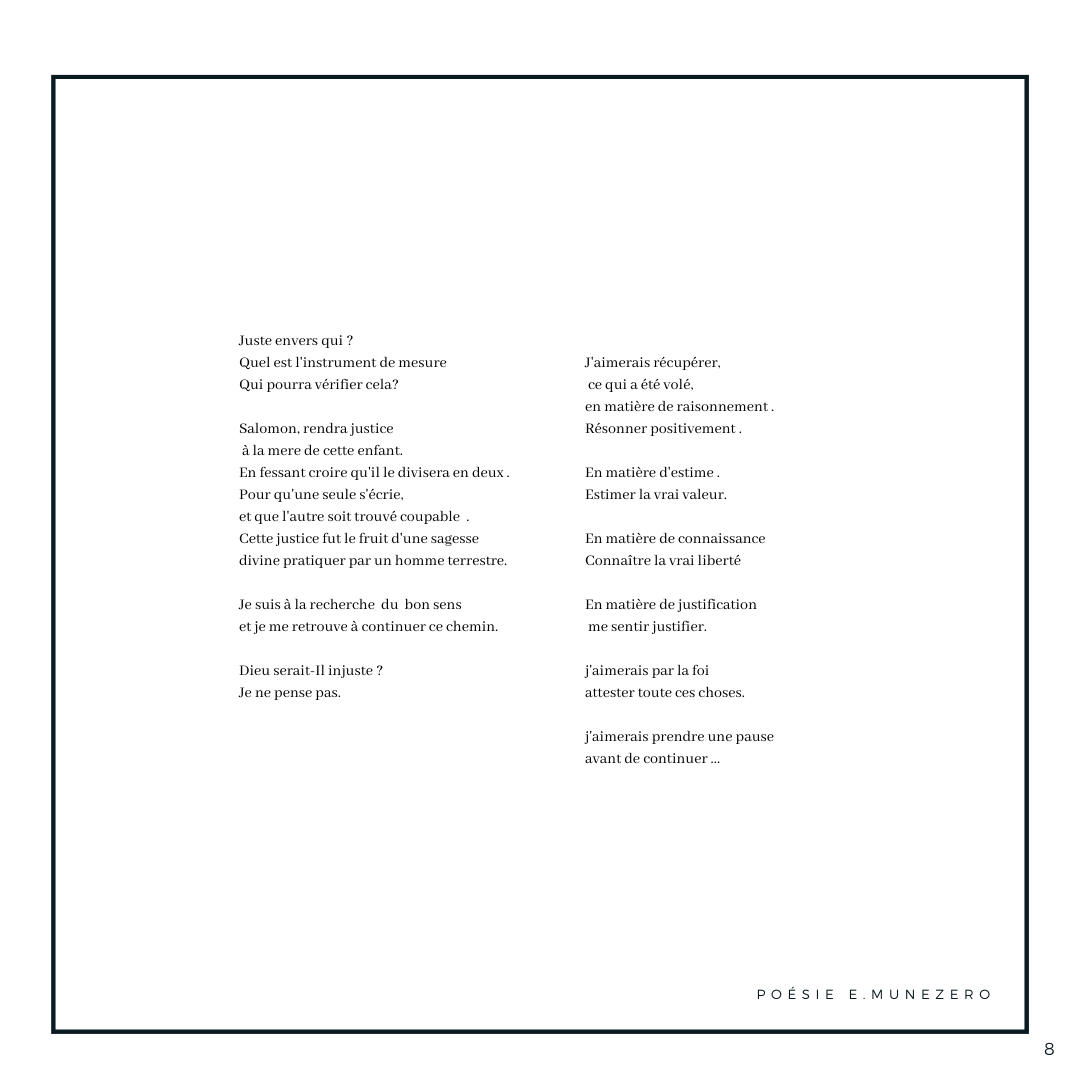 Juste envers qui ?
Quel est l'instrument de mesure
Qui pourra vérifier cela?

Salomon, rendra justice
à la mere de cette enfant.
En fessant croire qu'il le divisera en deux .
Pour qu'une seule s'écrie,
et que l'autre soit trouvé coupable .
Cette justice fut le fruit d'une sagesse
divine pratiquer par un homme terrestre.

Je suis à la recherche du bon sens
et je me retrouve à continuer ce chemin.

Dieu serait-Il injuste ?
Je ne pense pas.

J'aimerais récupérer,
ce qui a été volé,
en matière de raisonnement .
Résonner positivement .

En matière d'estime .
Estimer la vrai valeur.

En matière de connaissance
Connaître la vrai liberté

En matière de justification
me sentir justifier.

j'aimerais par la foi
attester toute ces choses.

j'aimerais prendre une pause
avant de continuer ...

POÉSIE E.MUNEZERO
8